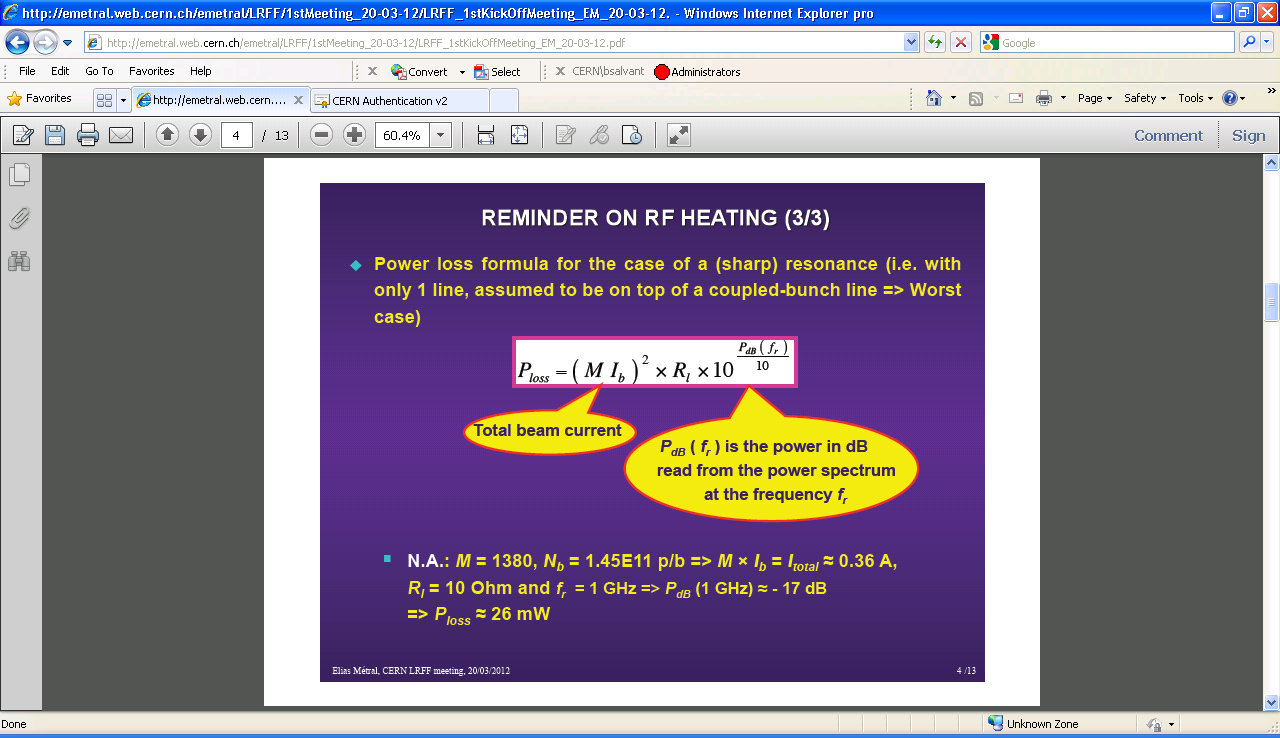 http://emetral.web.cern.ch/emetral/LRFF/1stMeeting_20-03-12/LRFF_1stKickOffMeeting_EM_20-03-12. - Windows Internet Explorer pro
http://emetral.web.cern.ch/emetral/LRFF/1stMeeting_20-03-12/LRFF_1stKickOffMeeting_EM_20-03-12.pdf
Google
File Edit Go To Favorites Help
Convert Select
CERN\bsalvant Administrators
Favorites
http://emetral.web.cern....
CERN Authentication v2
Page Safety Tools
4 / 13
60.4%
Comment Sign
REMINDER ON RF HEATING (3/3)
Power loss formula for the case of a (sharp) resonance (i.e. with
only 1 line, assumed to be on top of a coupled-bunch line => Worst
case)
P_loss = ( M I_b )^2 × R_l × 10^(P_dB ( f_r ) / 10)
Total beam current
P_dB ( f_r ) is the power in dB
read from the power spectrum
at the frequency f_r
N.A.: M = 1380, N_b = 1.45E11 p/b => M × I_b = I_total ≈ 0.36 A,
R_l = 10 Ohm and f_r = 1 GHz => P_dB (1 GHz) ≈ - 17 dB
=> P_loss ≈ 26 mW
Elias Métral, CERN LRFF meeting, 20/03/2012
4 /13
Done
Unknown Zone